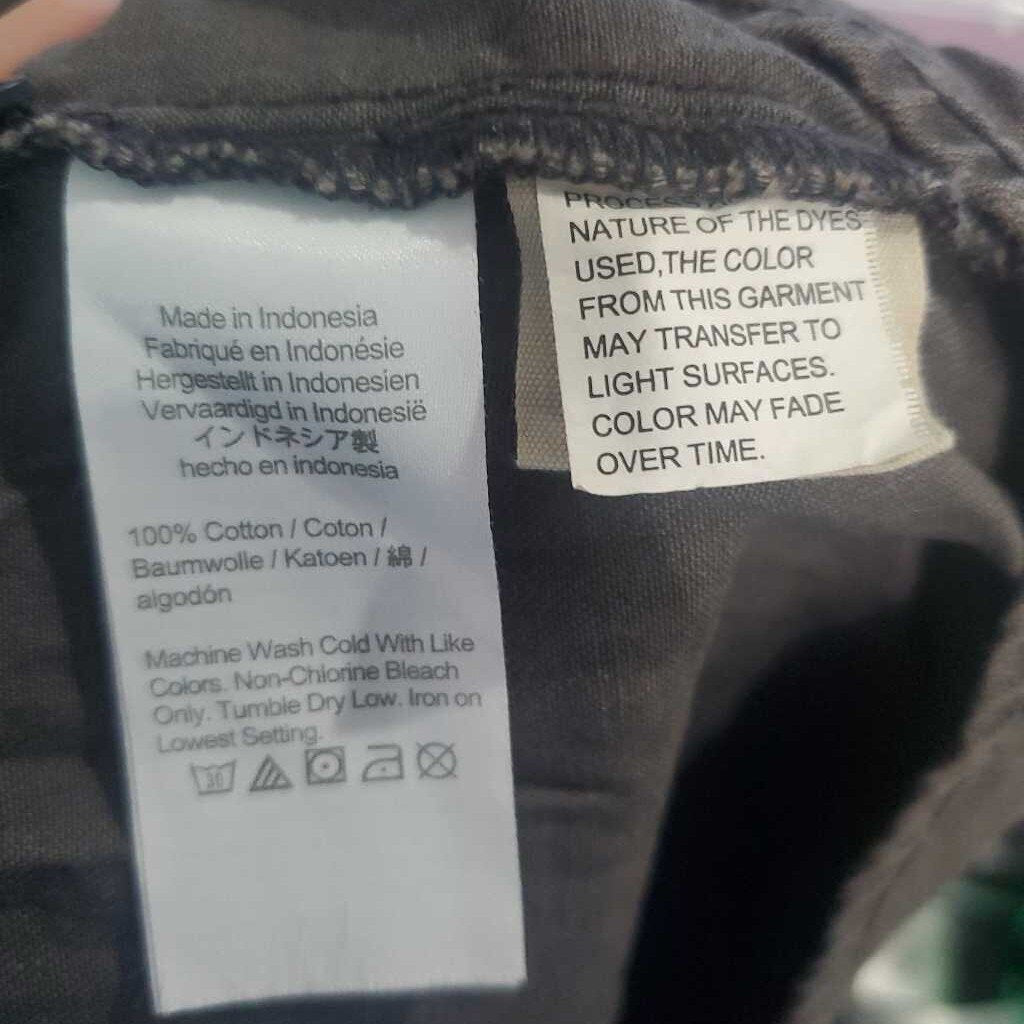 Made in Indonesia
Fabriqué en Indonésie
Hergestellt in Indonesien
Vervaardigd in Indonesië
インドネシア製
hecho en indonesia
100% Cotton / Coton /
Baumwolle / Katoen / 綿 /
algodón
Machine Wash Cold With Like
Colors. Non-Chlorine Bleach
Only. Tumble Dry Low. Iron on
Lowest Setting.
30
PROCESS
NATURE OF THE DYES
USED,THE COLOR
FROM THIS GARMENT
MAY TRANSFER TO
LIGHT SURFACES.
COLOR MAY FADE
OVER TIME.